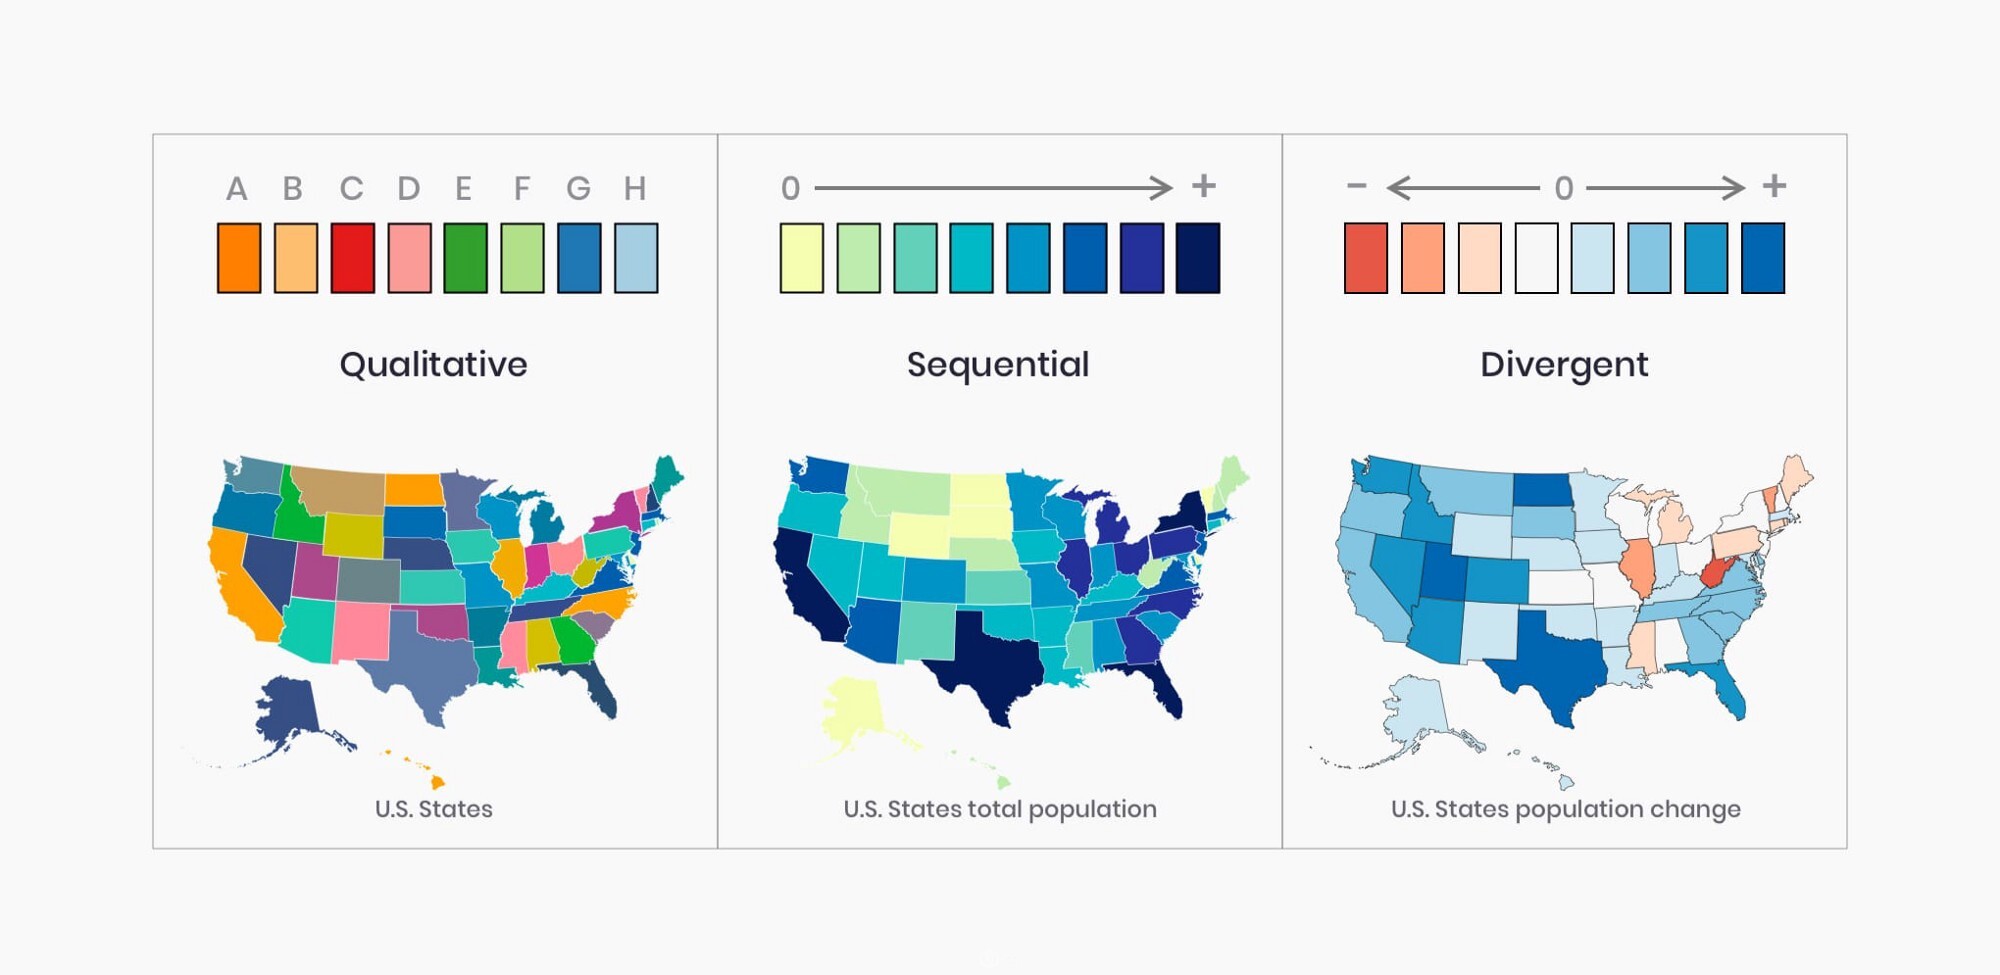 A B C D E F G H
Qualitative
U.S. States
0 +
Sequential
U.S. States total population
- 0 +
Divergent
U.S. States population change